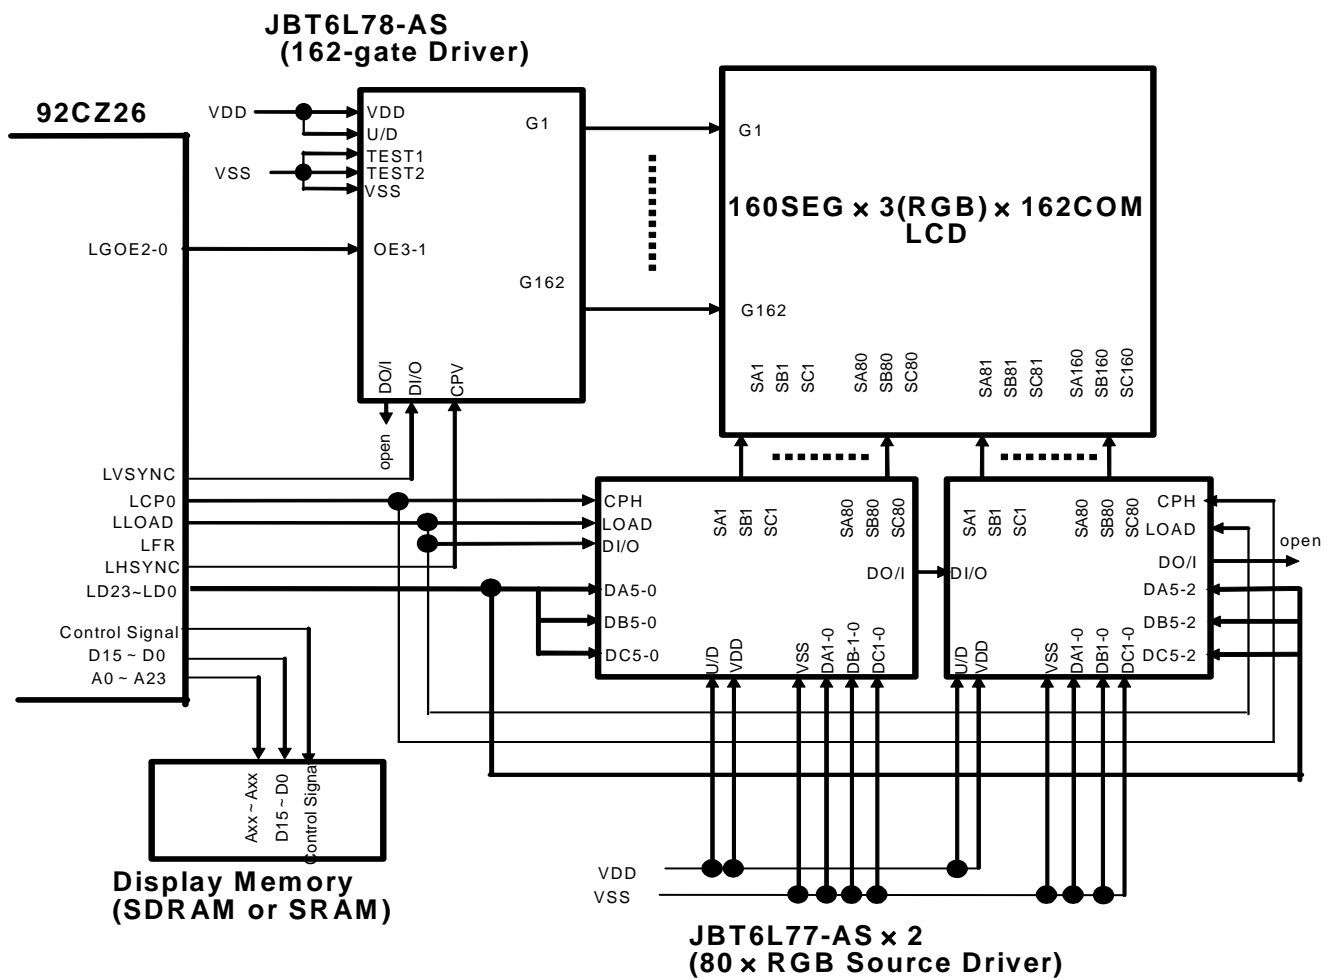 JBT6L78-AS
(162-gate Driver)
92CZ26
VDD
VSS
VDD
U/D
TEST1
TEST2
VSS
G1
G1
160SEG × 3(RGB) × 162COM
LCD
LGOE2-0
OE3-1
G162
G162
DO/I
DI/O
CPV
open
SA1
SB1
SC1
SA80
SB80
SC80
SA81
SB81
SC81
SA160
SB160
SC160
LVSYNC
LCP0
LLOAD
LFR
LHSYNC
LD23~LD0
Control Signal
D15 ~ D0
A0 ~ A23
CPH
LOAD
DI/O
DA5-0
DB5-0
DC5-0
SA1
SB1
SC1
SA80
SB80
SC80
DO/I
U/D
VDD
VSS
DA1-0
DB-1-0
DC1-0
DI/O
SA1
SB1
SC1
SA80
SB80
SC80
CPH
LOAD
DO/I
DA5-2
DB5-2
DC5-2
open
U/D
VDD
VSS
DA1-0
DB1-0
DC1-0
Axx ~ Axx
D15 ~ D0
Control Signal
Display Memory
(SDRAM or SRAM)
VDD
VSS
JBT6L77-AS × 2
(80 × RGB Source Driver)